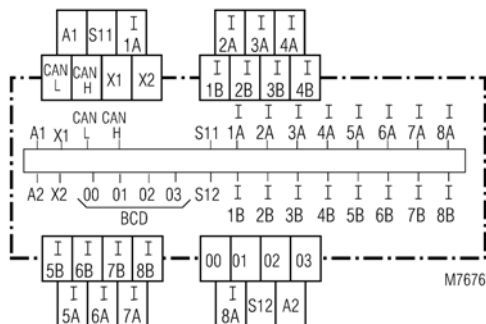 A1 S11 I 1A
I 2A I 3A I 4A
CAN L CAN H X1 X2
I 1B I 2B I 3B I 4B
A1 X1 CAN L CAN H S11 I 1A I 2A I 3A I 4A I 5A I 6A I 7A I 8A
A2 X2 00 01 02 03 S12 I 1B I 2B I 3B I 4B I 5B I 6B I 7B I 8B
BCD
I 5B I 6B I 7B I 8B
00 01 02 03
M7676
I 5A I 6A I 7A
I 8A S12 A2